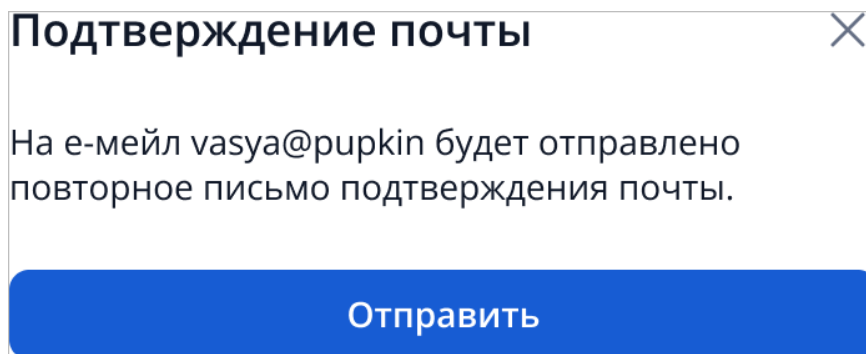 Подтверждение почты
На е-мейл vasya@pupkin будет отправлено
повторное письмо подтверждения почты.
Отправить